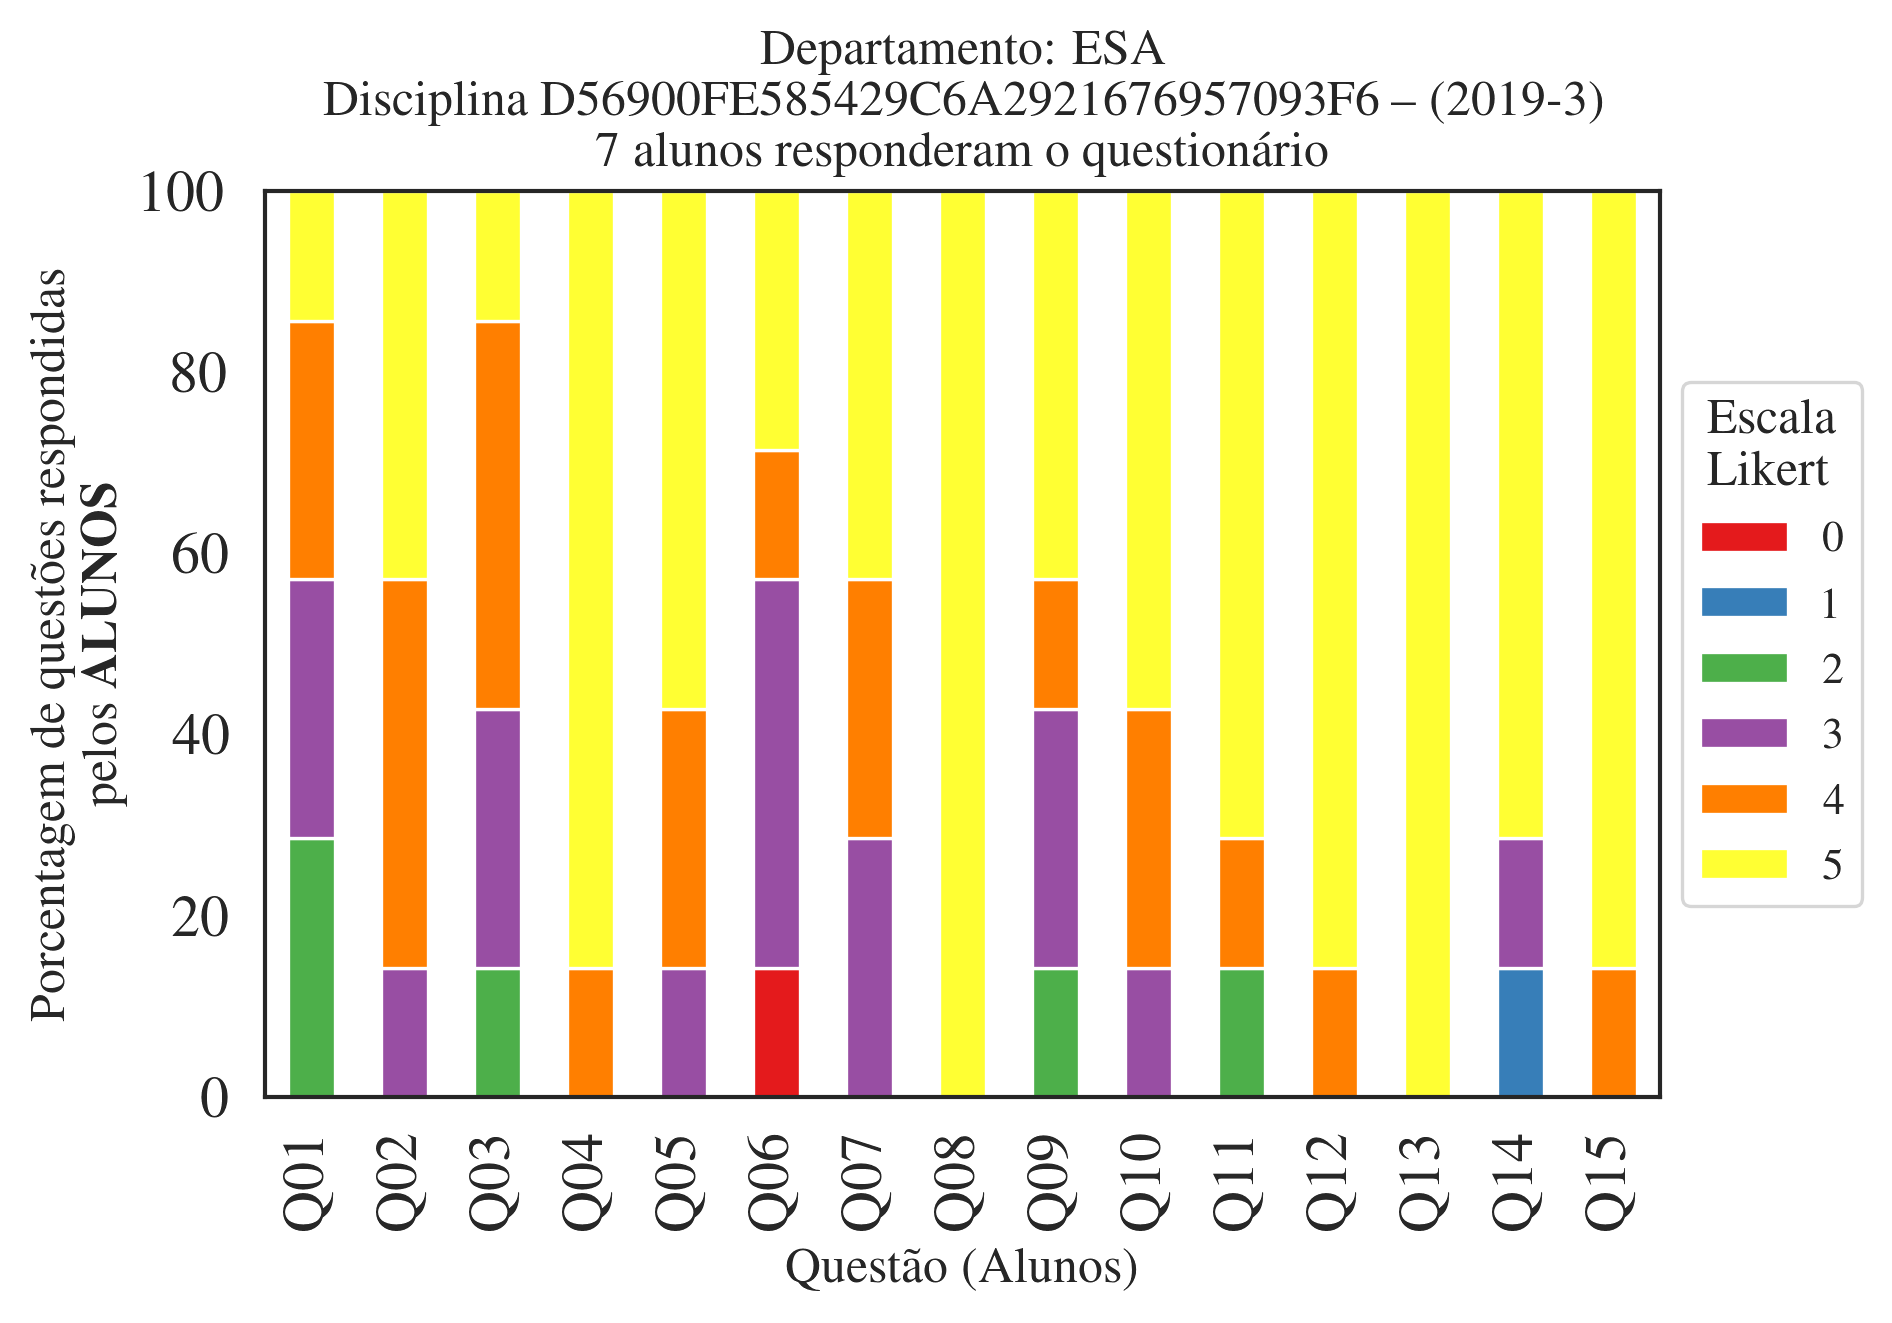 Departamento: ESA
Disciplina D56900FE585429C6A2921676957093F6 – (2019-3)
7 alunos responderam o questionário
Porcentagem de questões respondidas
pelos ALUNOS
100
80
60
40
20
0
Q01
Q02
Q03
Q04
Q05
Q06
Q07
Q08
Q09
Q10
Q11
Q12
Q13
Q14
Q15
Questão (Alunos)
Escala
Likert
0
1
2
3
4
5